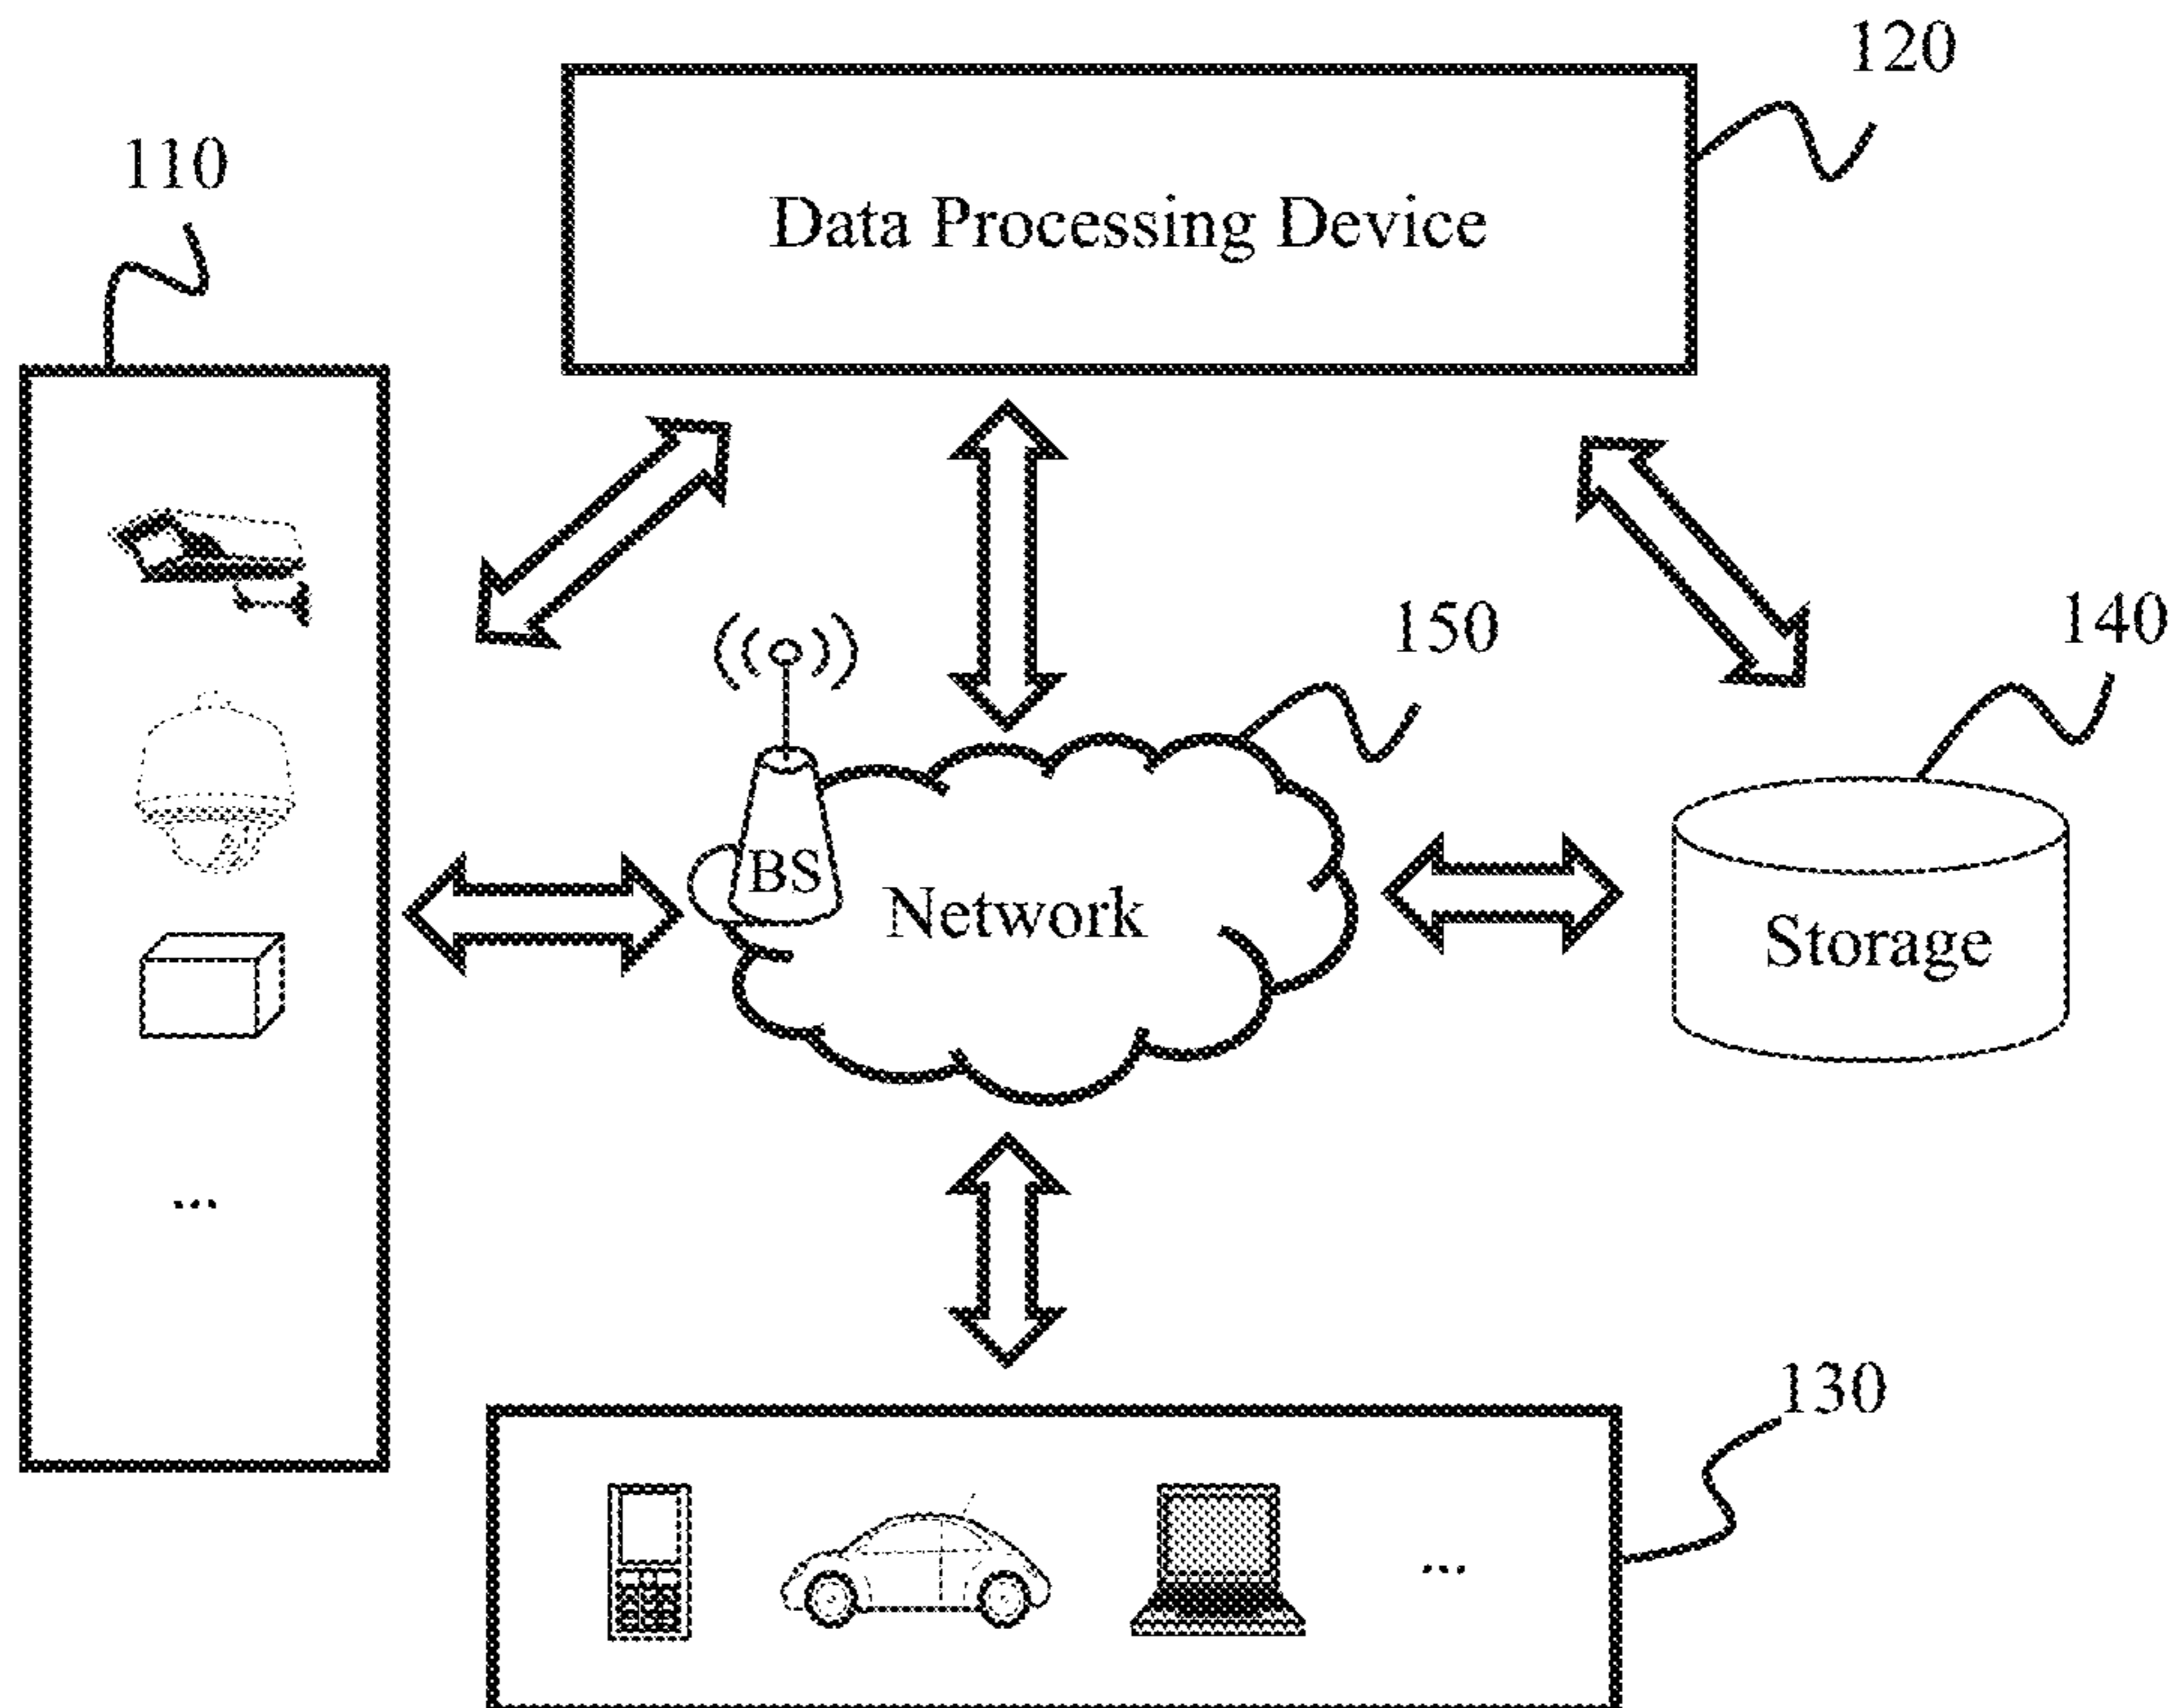 120
110
Data Processing Device
150
140
BS
Network
Storage
...
130
...